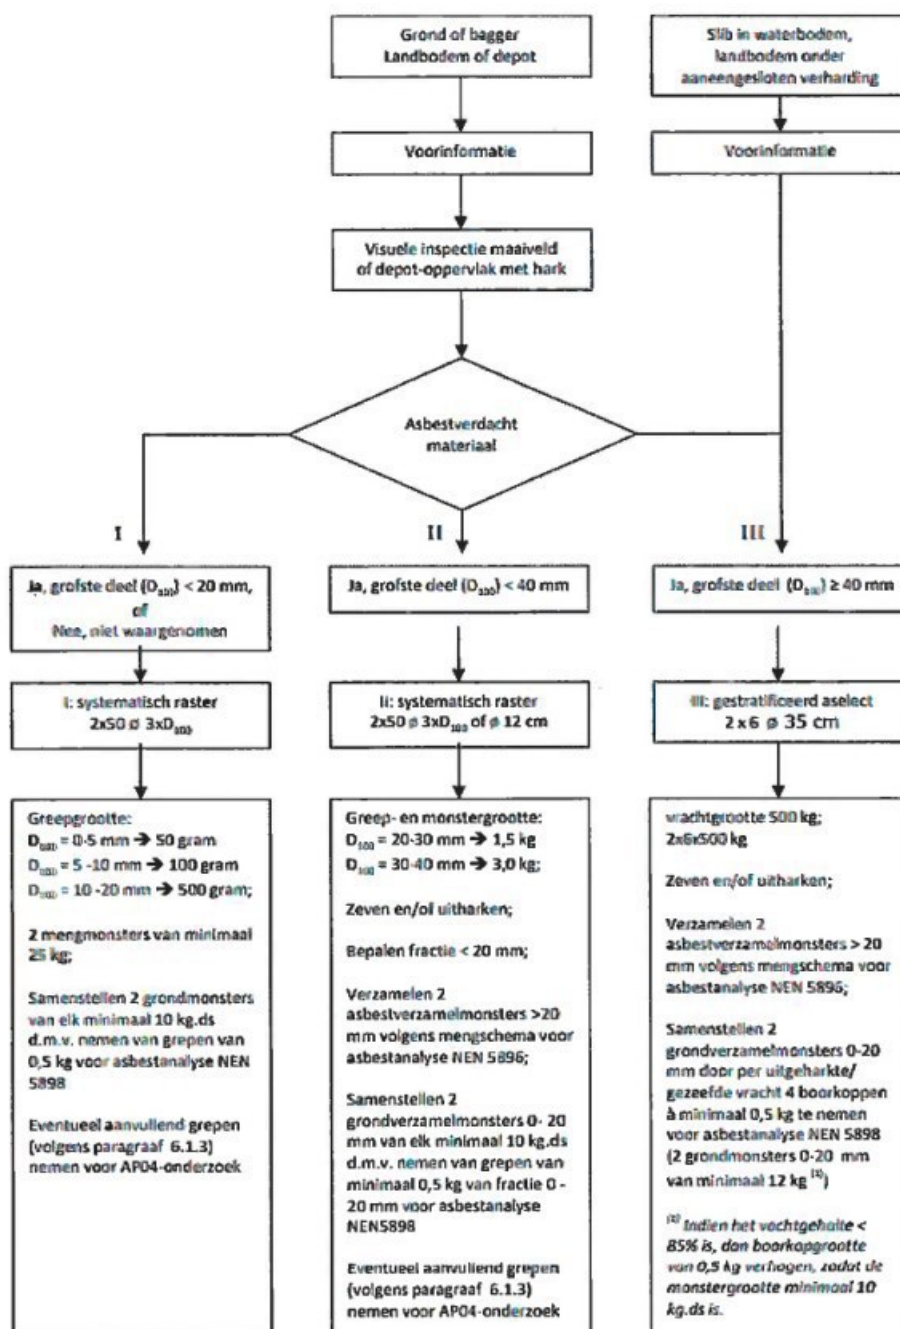 Grond of bagger
Landbodem of depot
Slib in waterbodem,
landbodem onder
aaneengesloten verharding
Voorinformatie
Voorinformatie
Visuele inspectie maaiveld
of depot-oppervlak met hark
Asbestverdacht
materiaal
I
II
III
Ja, grofste deel (D₁₀₀) < 20 mm,
of
Nee, niet waargenomen
Ja, grofste deel (D₁₀₀) < 40 mm
Ja, grofste deel (D₁₀₀) ≥ 40 mm
I: systematisch raster
2x50 ø 3xD₁₀₀
II: systematisch raster
2x50 ø 3xD₁₀₀ of ø 12 cm
III: gestratificeerd aselect
2 x 6 ø 35 cm
Greepgrootte:
D₁₀₀ = 0-5 mm ➔ 50 gram
D₁₀₀ = 5 -10 mm ➔ 100 gram
D₁₀₀ = 10 -20 mm ➔ 500 gram;
2 mengmonsters van minimaal
25 kg;
Samenstellen 2 grondmonsters
van elk minimaal 10 kg.ds
d.m.v. nemen van grepen van
0,5 kg voor asbestanalyse NEN
5898
Eventueel aanvullend grepen
(volgens paragraaf 6.1.3)
nemen voor AP04-onderzoek
Greep- en monstergrootte:
D₁₀₀ = 20-30 mm ➔ 1,5 kg
D₁₀₀ = 30-40 mm ➔ 3,0 kg;
Zeven en/of uitharken;
Bepalen fractie < 20 mm;
Verzamelen 2
asbestverzamelmonsters >20
mm volgens mengschema voor
asbestanalyse NEN 5896;
Samenstellen 2
grondverzamelmonsters 0- 20
mm van elk minimaal 10 kg.ds
d.m.v. nemen van grepen van
minimaal 0,5 kg van fractie 0 -
20 mm voor asbestanalyse
NEN5898
Eventueel aanvullend grepen
(volgens paragraaf 6.1.3)
nemen voor AP04-onderzoek
vrachtgrootte 500 kg;
2x6x500 kg
Zeven en/of uitharken;
Verzamelen 2
asbestverzamelmonsters > 20
mm volgens mengschema voor
asbestanalyse NEN 5896;
Samenstellen 2
grondverzamelmonsters 0-20
mm door per uitgeharkte/
gezeefde vracht 4 boorkoppen
à minimaal 0,5 kg te nemen
voor asbestanalyse NEN 5898
(2 grondmonsters 0-20 mm
van minimaal 12 kg ⁽¹⁾)
⁽¹⁾ Indien het vochtgehalte <
85% is, dan boorkopgrootte
van 0,5 kg verhogen, zodat de
monstergrootte minimaal 10
kg.ds is.